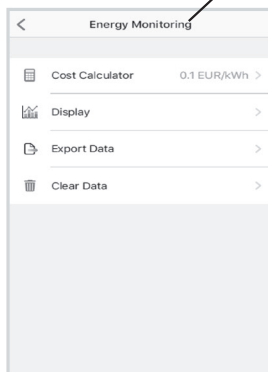 Energy Monitoring
Cost Calculator 0.1 EUR/kWh >
Display >
Export Data >
Clear Data >